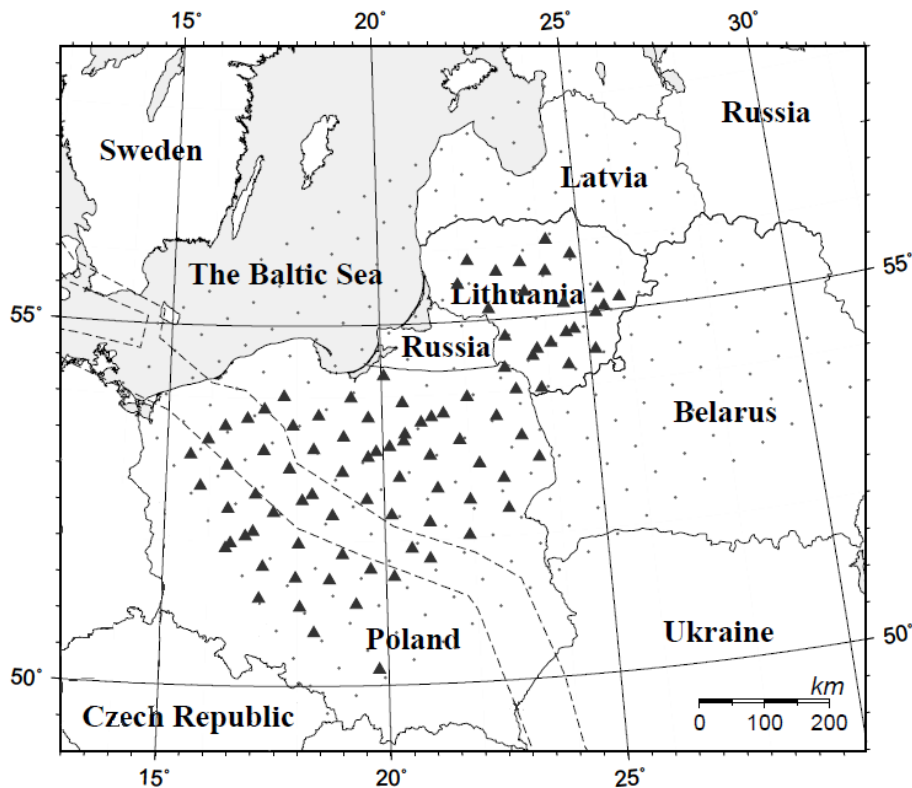 15° 20° 25° 30°
Russia
Sweden
Latvia
The Baltic Sea
Lithuania
55°
55°
Russia
Belarus
Poland
Ukraine
50°
50°
km
Czech Republic
0 100 200
15° 20° 25°